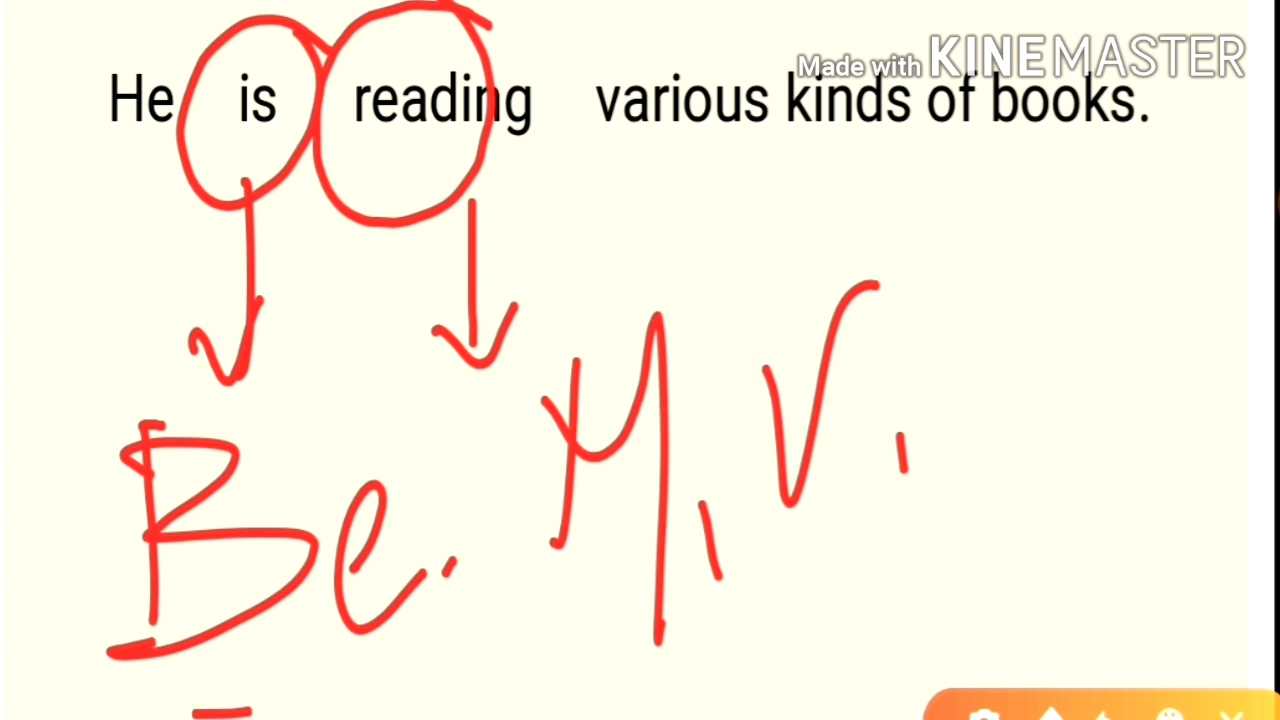 Made with KINEMASTER
He is reading various kinds of books.
Be. M.V.